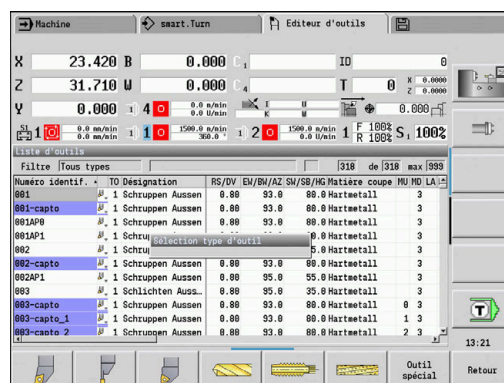 Machine smart.Turn Editeur d'outils
X 23.420 B 0.000 C 1 ID 0
Z 31.710 U 0.000 C 4 T 0 X 0.0000 Z 0.0000
Y 0.000 4 0.0 m/min 0.0 U/min I K U W 0.000
S1 1 0.0 mm/min 0.0 mm/min 1 1500.0 m/min 360.0 ° 2 1500.0 m/min 0.0 U/min 1 F 100% R 100% S1 100%
Liste d'outils
Filtre Tous types 318 de 318 max 999
Numéro identif. TO Désignation RS/DV EW/BW/AZ SW/SB/HG Matière coupe MU MD LA
001 1 Schruppen Aussen 0.80 93.0 80.0 Hartmetall 3
001-capto 1 Schruppen Aussen 0.80 93.0 80.0 Hartmetall 3
001AP0 1 Schruppen Aussen 0.80 93.0 80.0 Hartmetall 3
001AP1 1 Schrup 0.0 Hartmetall 3
Sélection type d'outil
002 1 Schrup 5.0 Hartmetall 3
002-capto 1 Schruppen Aussen 0.80 93.0 80.0 Hartmetall 3
002AP1 1 Schruppen Aussen 0.80 95.0 55.0 Hartmetall 3
003 1 Schlichten Auss… 0.80 95.0 35.0 Hartmetall 3
003-capto 1 Schruppen Aussen 0.80 93.0 80.0 Hartmetall 0 3
003-capto_1 1 Schruppen Aussen 0.80 93.0 80.0 Hartmetall 1 3
003-capto_2 1 Schruppen Aussen 0.80 93.0 80.0 Hartmetall 2 3
T
13:21
Outil spécial
Retour